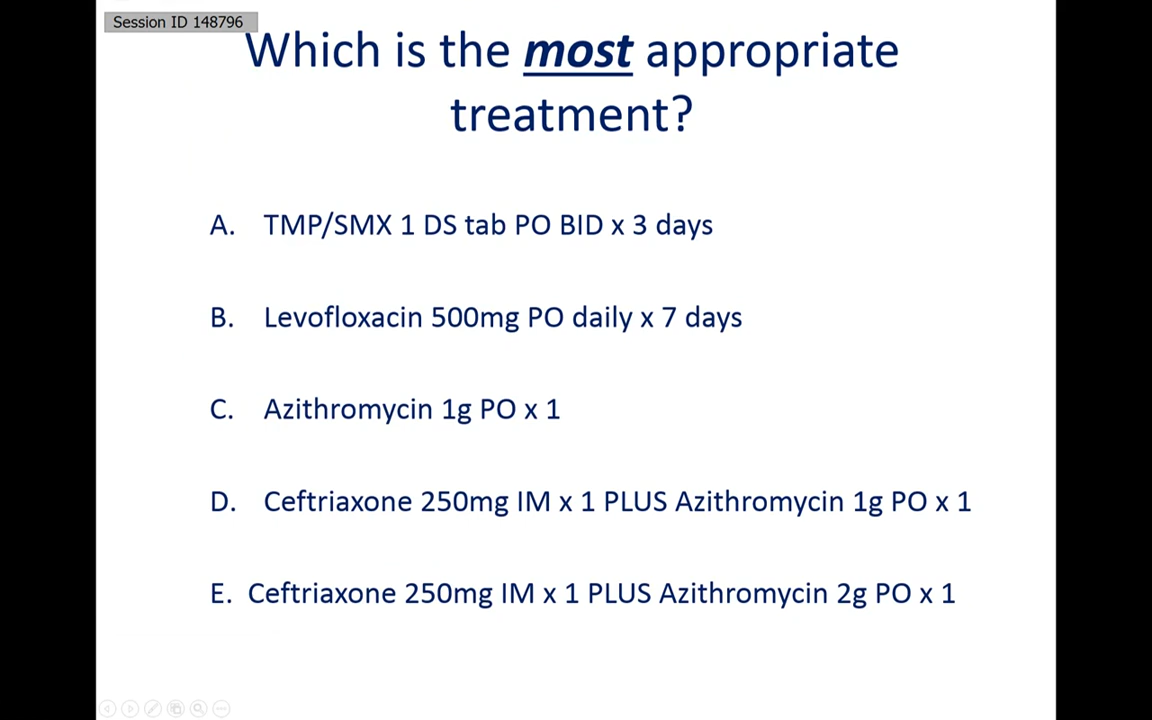 Session ID 148796
Which is the most appropriate
treatment?
A. TMP/SMX 1 DS tab PO BID x 3 days
B. Levofloxacin 500mg PO daily x 7 days
C. Azithromycin 1g PO x 1
D. Ceftriaxone 250mg IM x 1 PLUS Azithromycin 1g PO x 1
E. Ceftriaxone 250mg IM x 1 PLUS Azithromycin 2g PO x 1